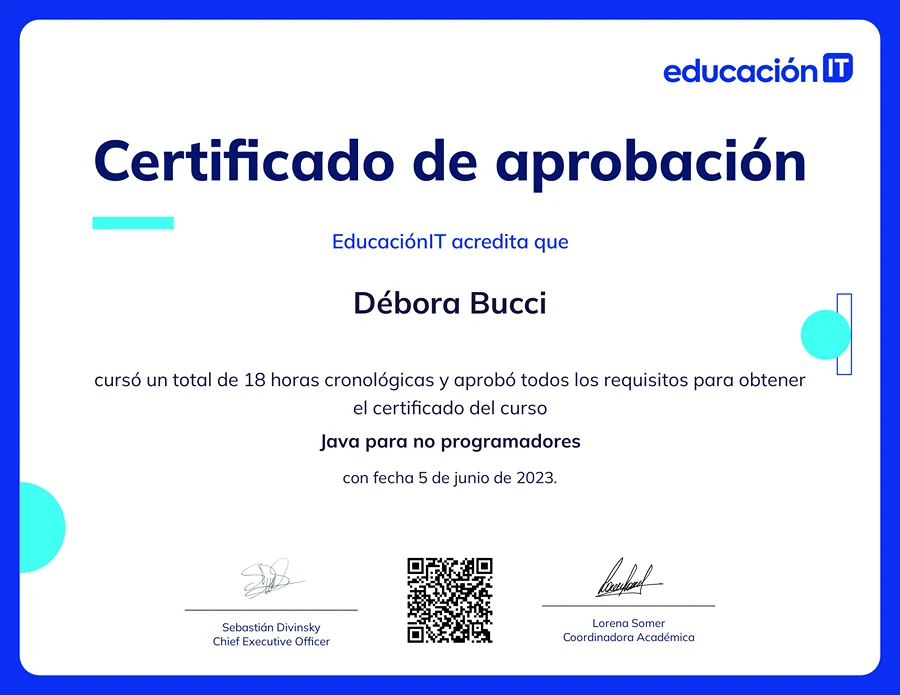 educación IT
Certificado de aprobación
EducaciónIT acredita que
Débora Bucci
cursó un total de 18 horas cronológicas y aprobó todos los requisitos para obtener
el certificado del curso
Java para no programadores
con fecha 5 de junio de 2023.
Sebastián Divinsky
Chief Executive Officer
Lorena Somer
Coordinadora Académica